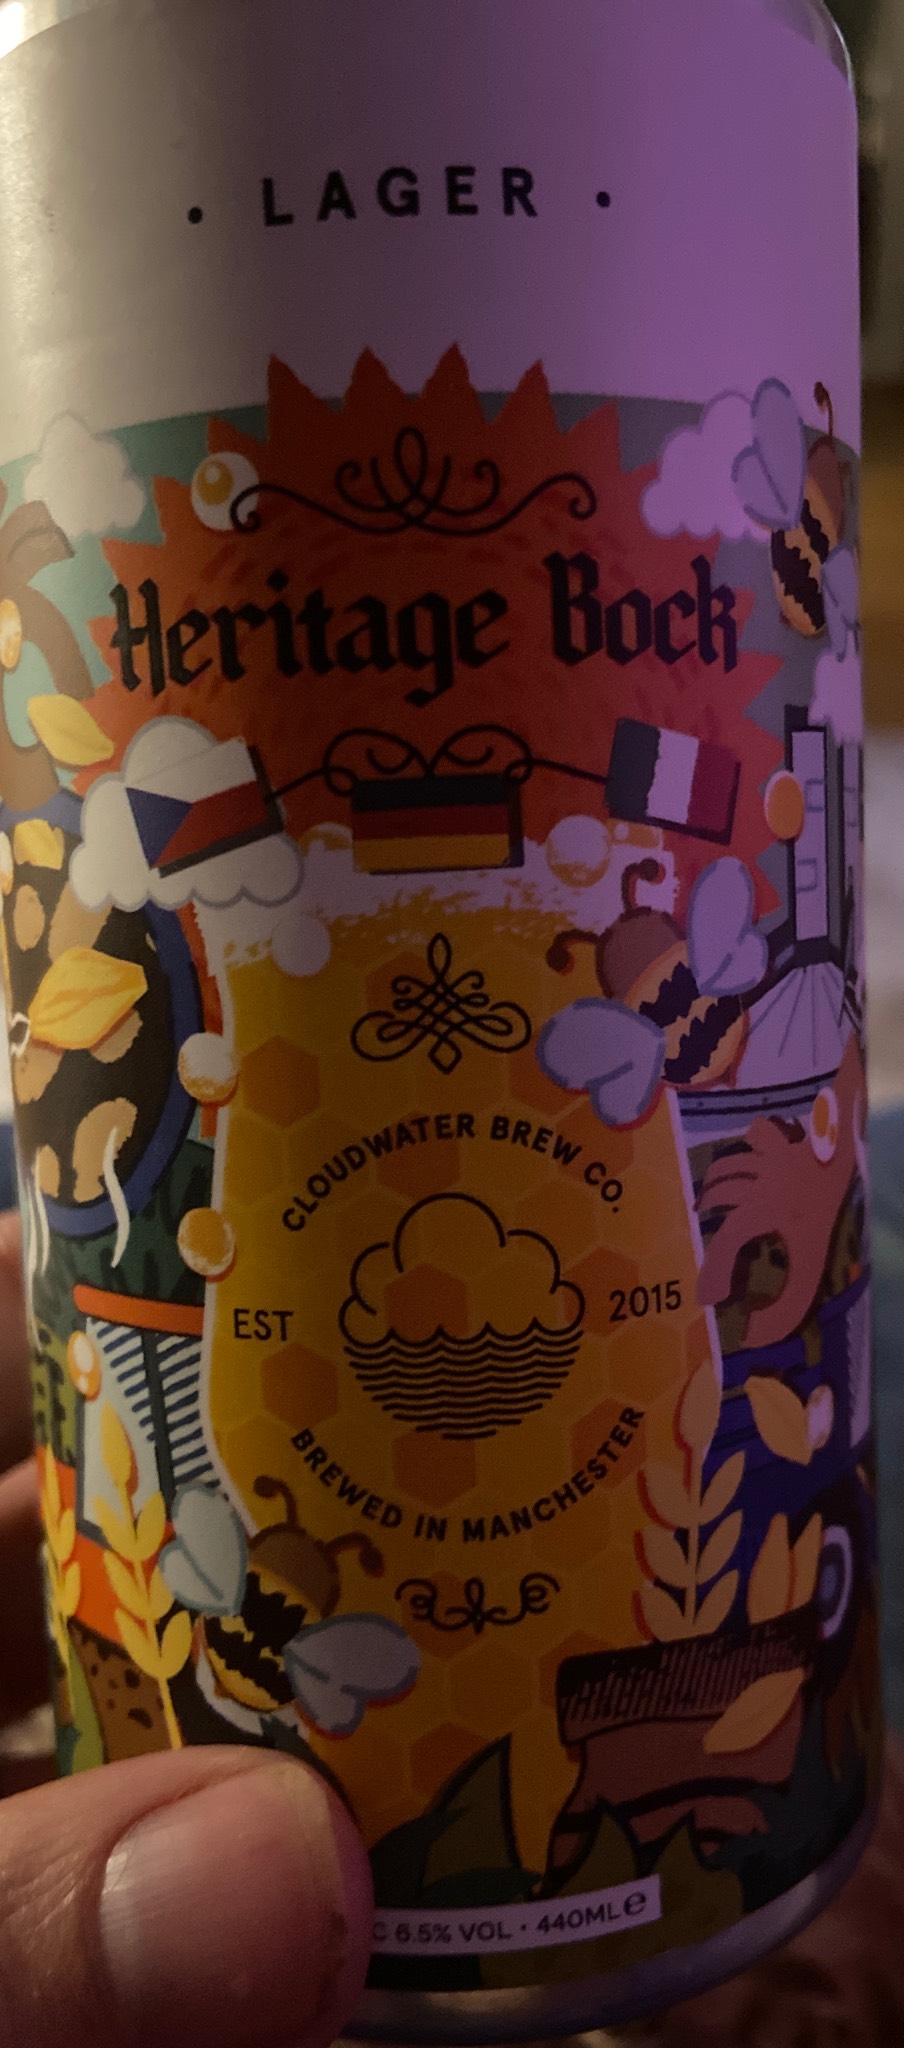 • LAGER •
Heritage Bock
CLOUDWATER BREW CO.
EST 2015
BREWED IN MANCHESTER
C 6.5% VOL • 440ML℮